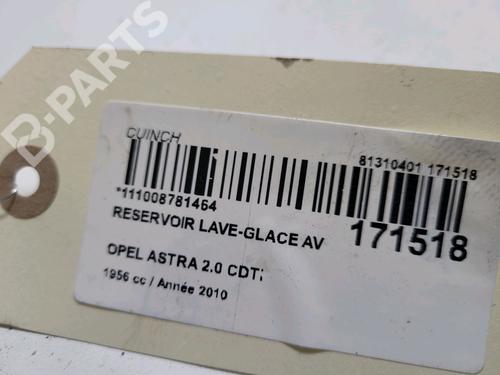 B-PARTS
CUINCH
81310401 171518
*111008781464
RESERVOIR LAVE-GLACE AV
171518
OPEL ASTRA 2.0 CDTi
1956 cc / Année 2010